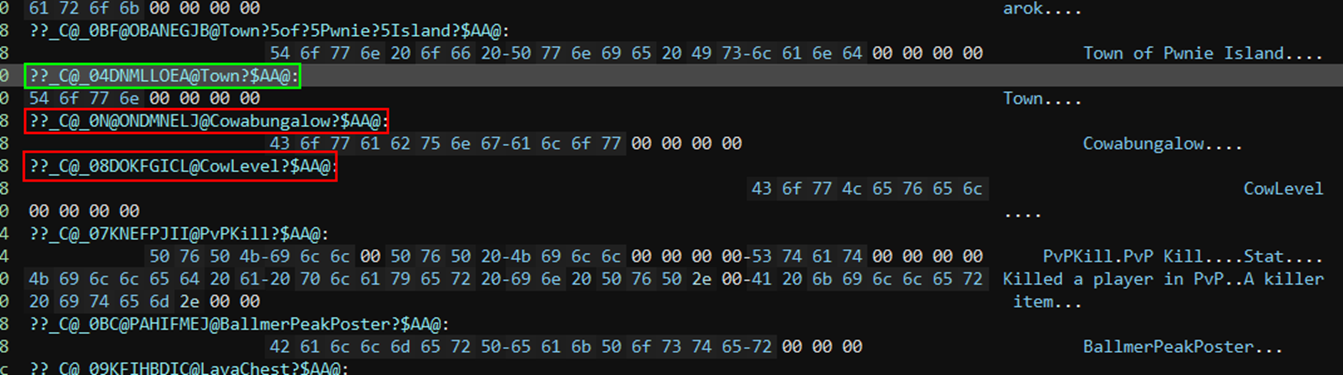 0 61 72 6f 6b 00 00 00 00 arok....
8 ??_C@_0BF@OBANEGJB@Town?5of?5Pwnie?5Island?$AA@:
8 54 6f 77 6e 20 6f 66 20-50 77 6e 69 65 20 49 73-6c 61 6e 64 00 00 00 00 Town of Pwnie Island....
0 ??_C@_04DNMLLOEA@Town?$AA@:
0 54 6f 77 6e 00 00 00 00 Town....
8 ??_C@_0N@ONDMNELJ@Cowabungalow?$AA@:
8 43 6f 77 61 62 75 6e 67-61 6c 6f 77 00 00 00 00 Cowabungalow....
8 ??_C@_08DOKFGICL@CowLevel?$AA@:
8 43 6f 77 4c 65 76 65 6c CowLevel
0 00 00 00 00 ....
4 ??_C@_07KNEFPJII@PvPKill?$AA@:
4 50 76 50 4b-69 6c 6c 00 50 76 50 20-4b 69 6c 6c 00 00 00 00-53 74 61 74 00 00 00 00 PvPKill.PvP Kill....Stat....
0 4b 69 6c 6c 65 64 20 61-20 70 6c 61 79 65 72 20-69 6e 20 50 76 50 2e 00-41 20 6b 69 6c 6c 65 72 Killed a player in PvP..A killer
0 20 69 74 65 6d 2e 00 00 item...
8 ??_C@_0BC@PAHIFMEJ@BallmerPeakPoster?$AA@:
8 42 61 6c 6c 6d 65 72 50-65 61 6b 50 6f 73 74 65-72 00 00 00 BallmerPeakPoster...
c ??_C@_09KFIHBDIC@LavaChest?$AA@: